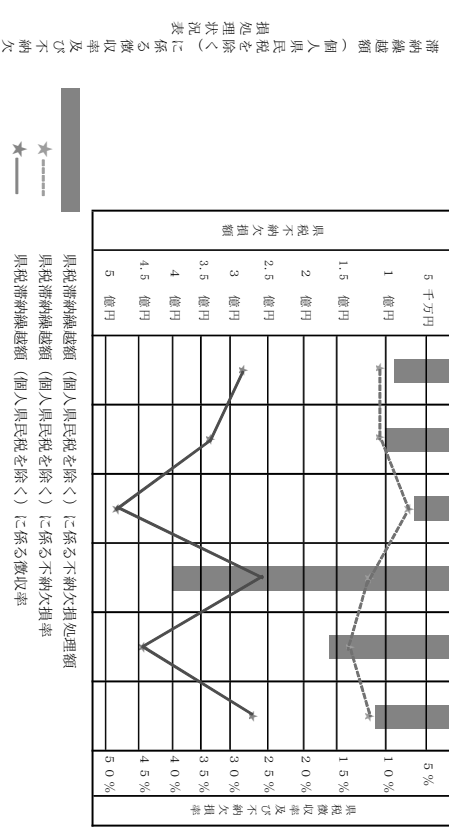 滞納繰越額（個人県民税を除く）に係る徴収率及び不納欠
損処理状況表
県税不納欠損額
5億円
4.5億円
4億円
3.5億円
3億円
2.5億円
2億円
1.5億円
1億円
5千万円
50%
45%
40%
35%
30%
25%
20%
15%
10%
5%
県税徴収率及び不納欠損率
県税滞納繰越額（個人県民税を除く）に係る不納欠損処理額
県税滞納繰越額（個人県民税を除く）に係る不納欠損率
県税滞納繰越額（個人県民税を除く）に係る徴収率